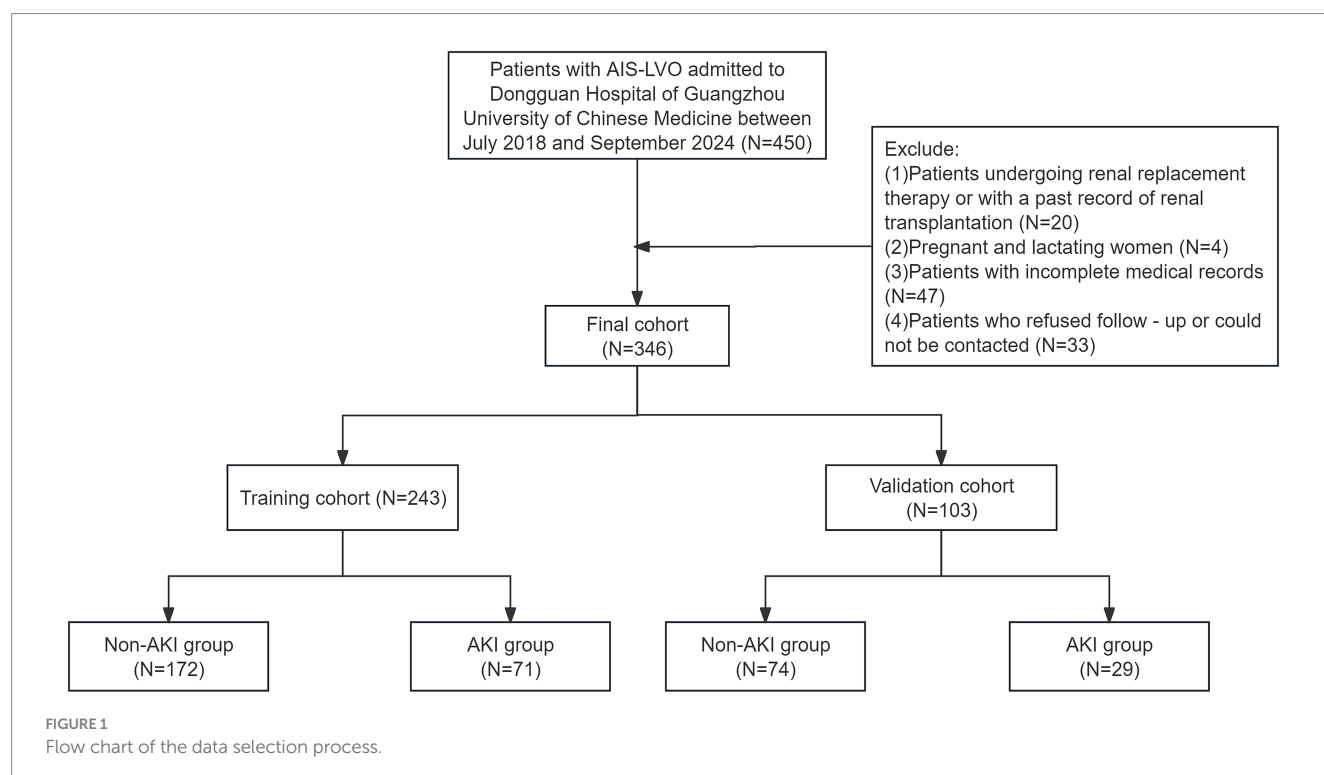 Patients with AIS-LVO admitted to
Dongguan Hospital of Guangzhou
University of Chinese Medicine between
July 2018 and September 2024 (N=450)
Exclude:
(1)Patients undergoing renal replacement
therapy or with a past record of renal
transplantation (N=20)
(2)Pregnant and lactating women (N=4)
(3)Patients with incomplete medical records
(N=47)
(4)Patients who refused follow - up or could
not be contacted (N=33)
Final cohort
(N=346)
Training cohort (N=243)
Validation cohort
(N=103)
Non-AKI group
(N=172)
AKI group
(N=71)
Non-AKI group
(N=74)
AKI group
(N=29)
FIGURE 1
Flow chart of the data selection process.